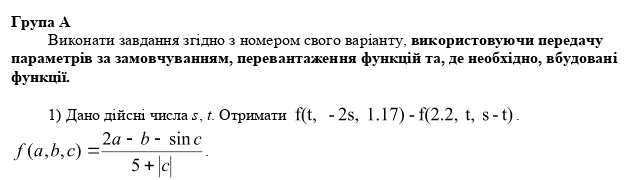 Група А
Виконати завдання згідно з номером свого варіанту, використовуючи передачу
параметрів за замовчуванням, перевантаження функцій та, де необхідно, вбудовані
функції.
1) Дано дійсні числа s, t. Отримати f(t, - 2s, 1.17) - f(2.2, t, s - t) .
f (a,b,c) = \frac{2a - b - sin c}{5 + |c|} .